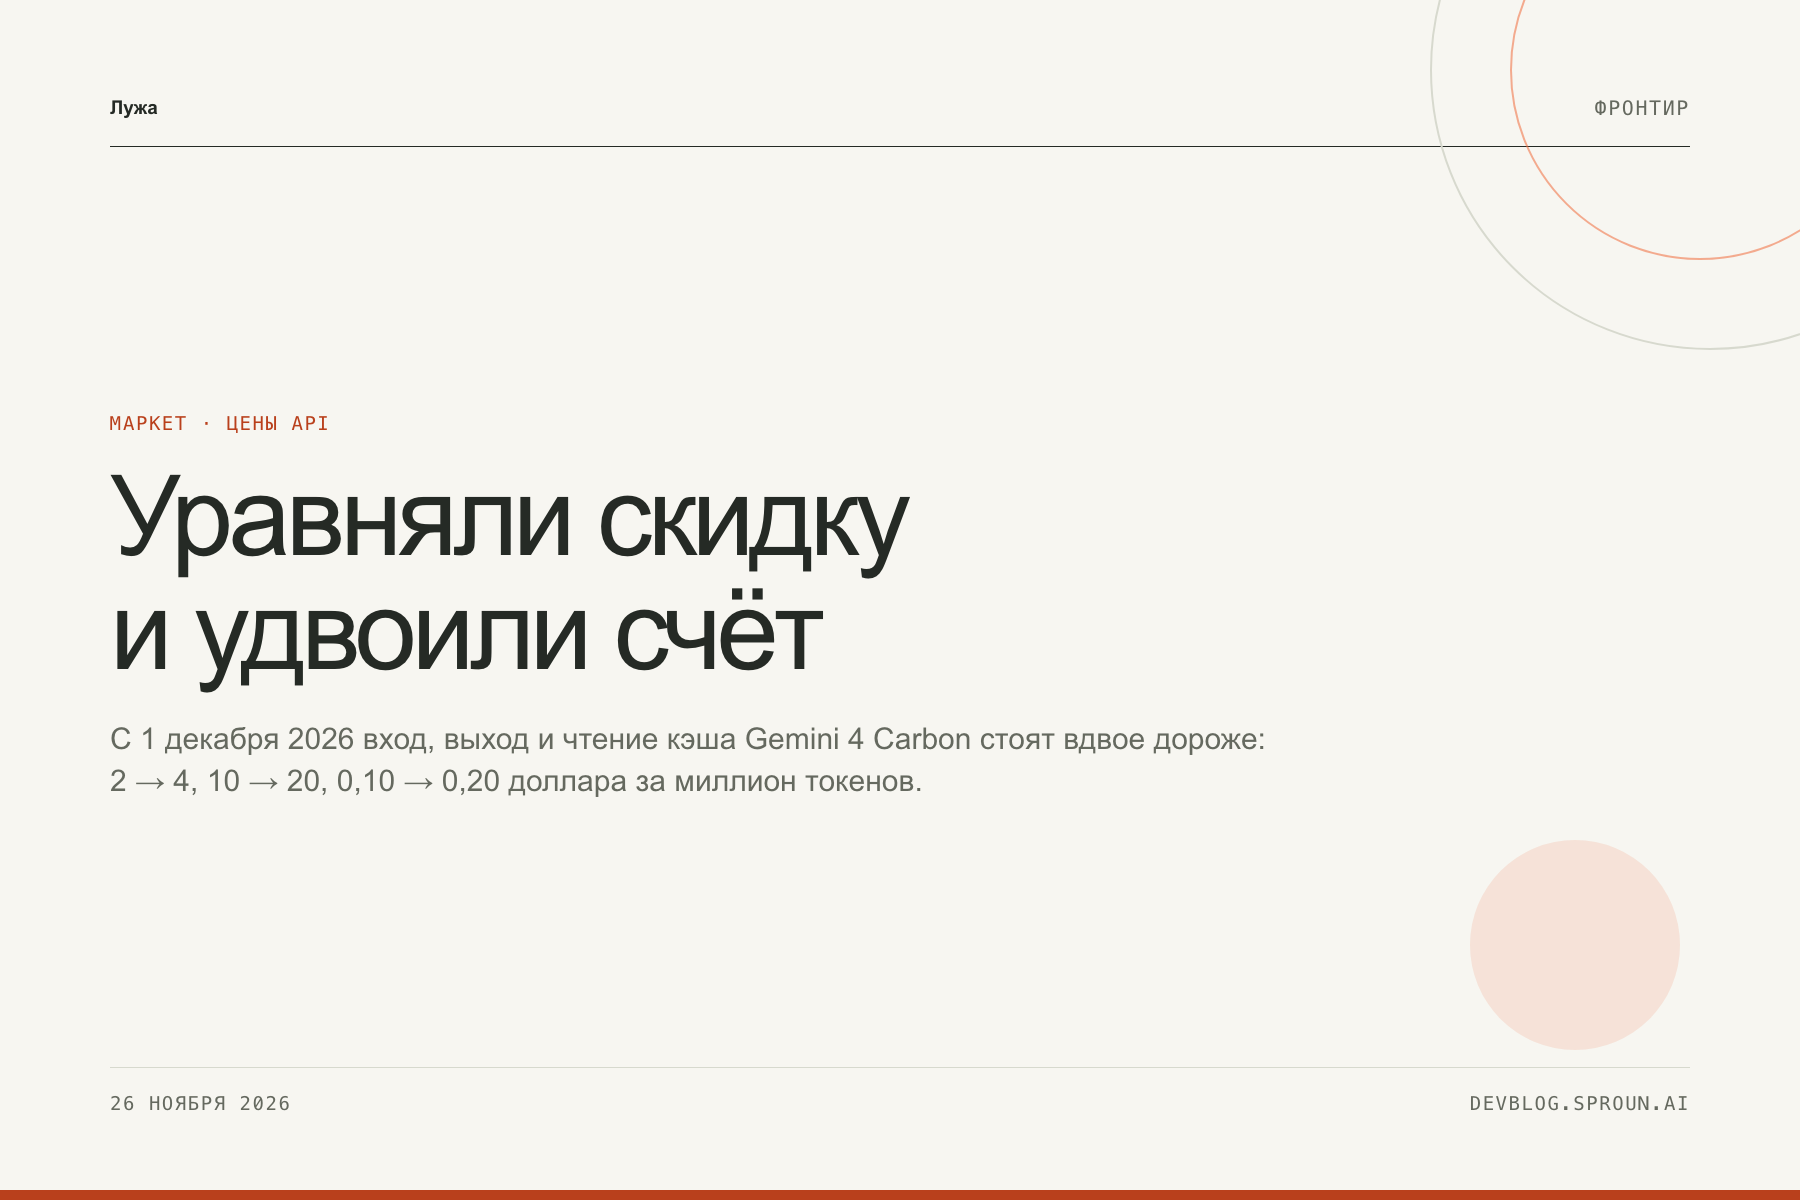 Лужа
ФРОНТИР
МАРКЕТ · ЦЕНЫ API
Уравняли скидку
и удвоили счёт
С 1 декабря 2026 вход, выход и чтение кэша Gemini 4 Carbon стоят вдвое дороже:
2 → 4, 10 → 20, 0,10 → 0,20 доллара за миллион токенов.
26 НОЯБРЯ 2026
DEVBLOG.SPROUN.AI